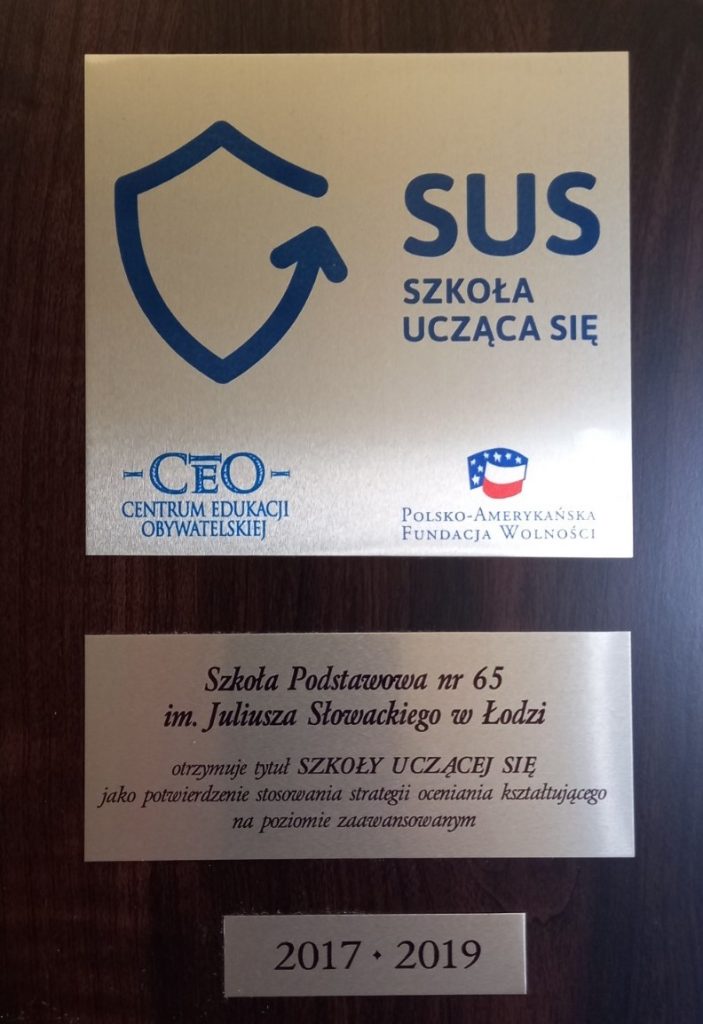 SUS
SZKOŁA
UCZĄCA SIĘ
CEO
CENTRUM EDUKACJI
OBYWATELSKIEJ
POLSKO-AMERYKAŃSKA
FUNDACJA WOLNOŚCI
Szkoła Podstawowa nr 65
im. Juliusza Słowackiego w Łodzi
otrzymuje tytuł SZKOŁY UCZĄCEJ SIĘ
jako potwierdzenie stosowania strategii oceniania kształtującego
na poziomie zaawansowanym
2017 · 2019